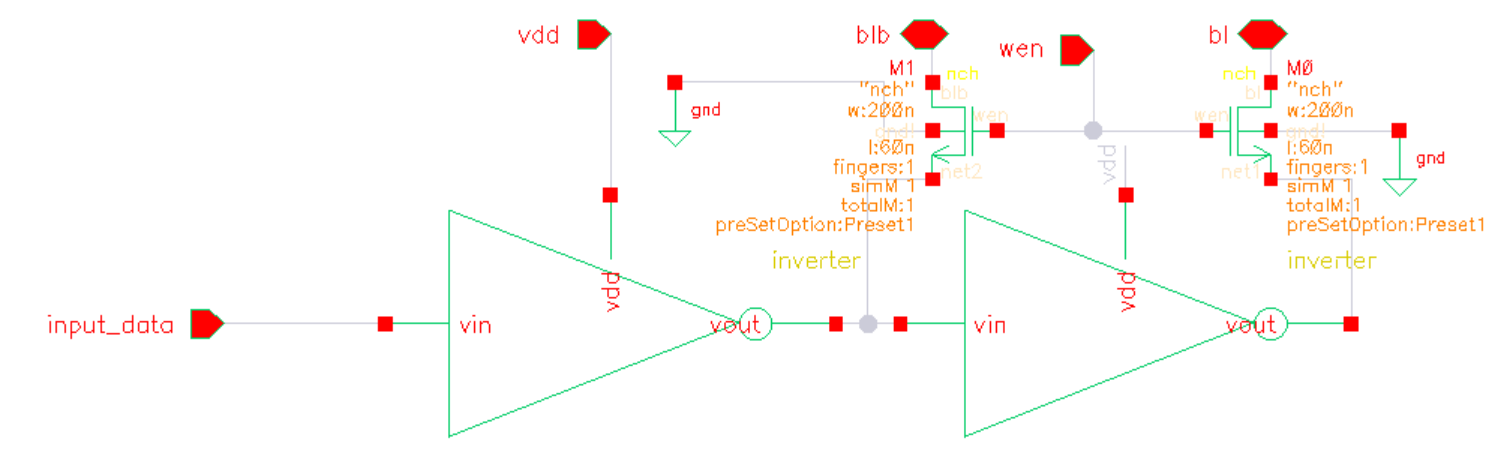 vdd
blb
wen
bl
M1
nch
"nch"
blb
w:200n
wen
gnd!
l:60n
fingers:1
net2
simM 1
totalM:1
preSetOption:Preset1
gnd
vdd
nch
M0
bl
"nch"
w:200n
wen
gnd!
l:60n
fingers:1
net1
simM 1
totalM:1
preSetOption:Preset1
gnd
inverter
inverter
vdd
vdd
input_data
vin
vout
vin
vout